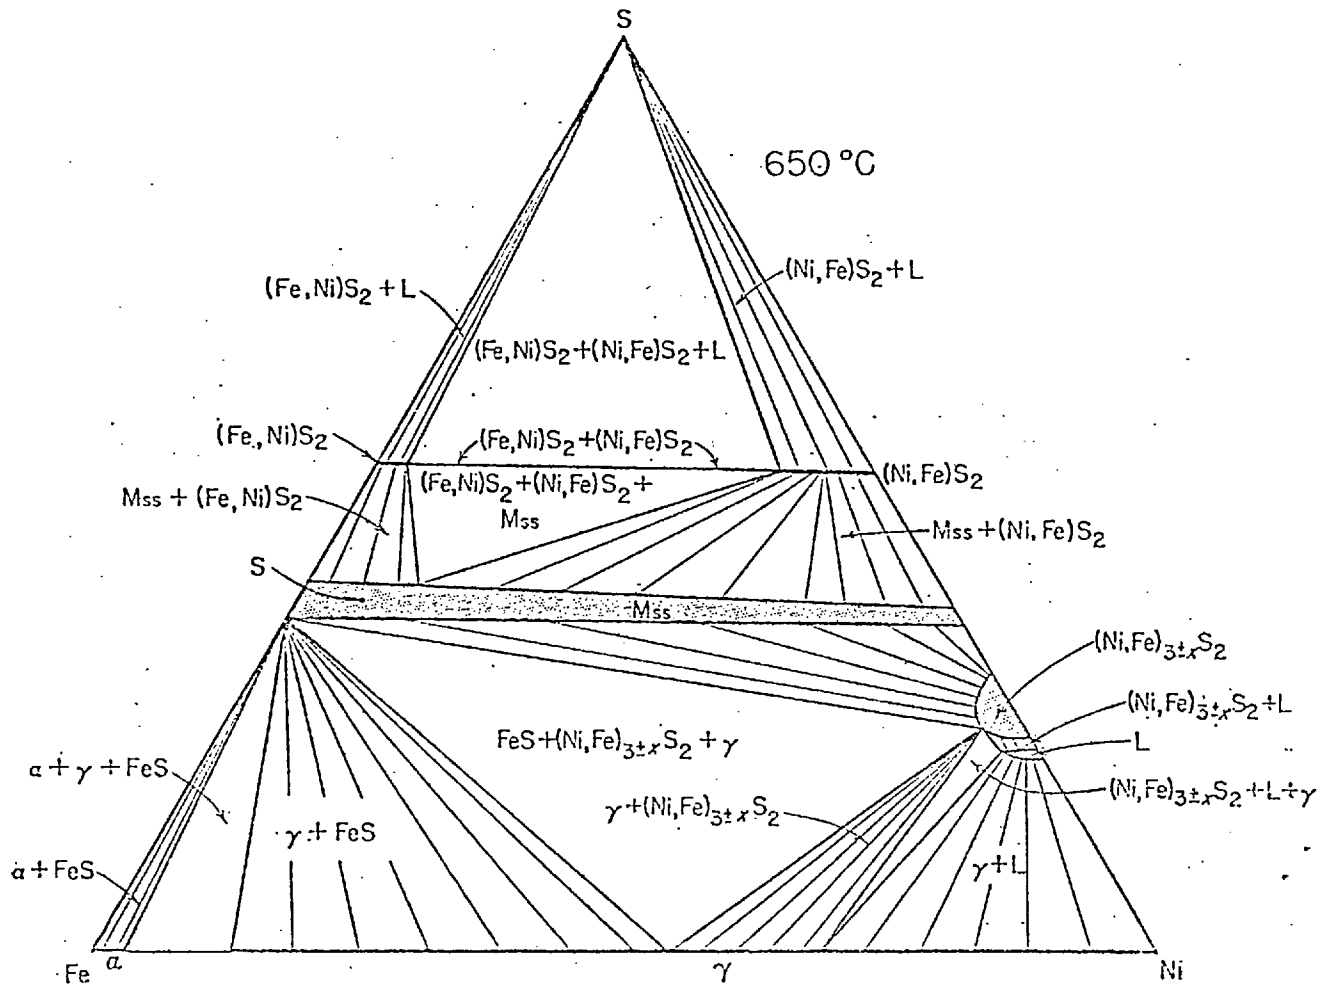 S
650 °C
(Ni,Fe)S₂+L
(Fe,Ni)S₂+L
(Fe,Ni)S₂+(Ni,Fe)S₂+L
(Fe,Ni)S₂
(Fe,Ni)S₂+(Ni,Fe)S₂
(Ni,Fe)S₂
(Fe,Ni)S₂+(Ni,Fe)S₂+
Mss
Mss+(Fe,Ni)S₂
Mss+(Ni,Fe)S₂
S
Mss
(Ni,Fe)₃±ₓS₂
(Ni,Fe)₃±ₓS₂+L
L
FeS+(Ni,Fe)₃±ₓS₂+γ
α+γ+FeS
(Ni,Fe)₃±ₓS₂+L+γ
γ+(Ni,Fe)₃±ₓS₂
γ+FeS
γ+L
α+FeS
Fe α γ Ni